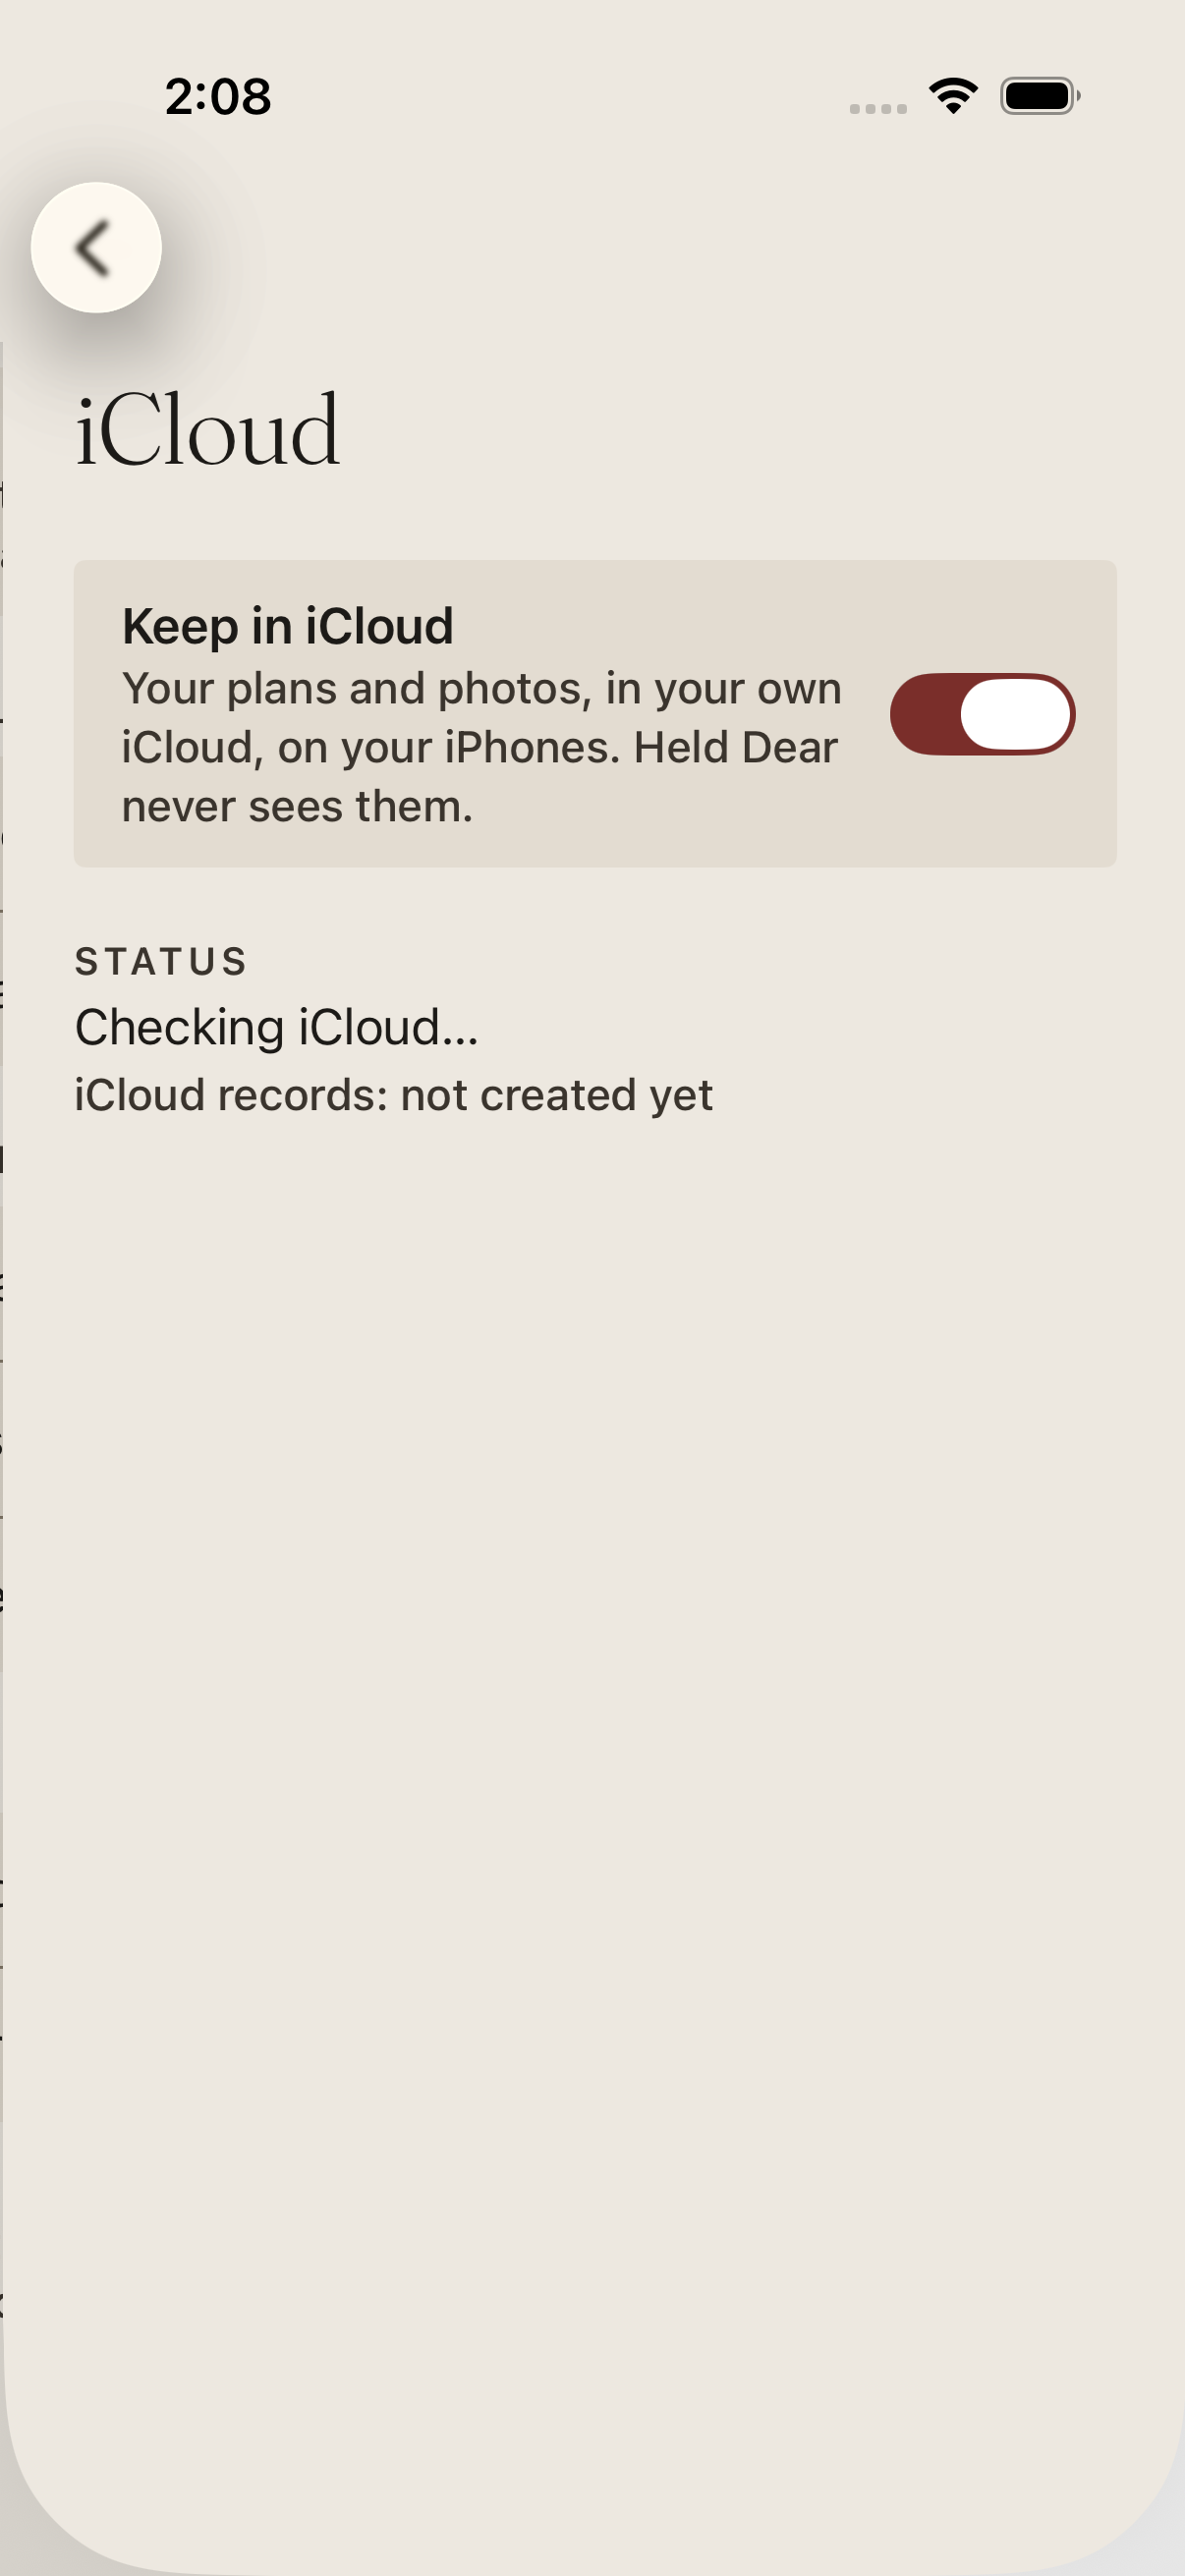 2:08
iCloud
Keep in iCloud
Your plans and photos, in your own
iCloud, on your iPhones. Held Dear
never sees them.
STATUS
Checking iCloud...
iCloud records: not created yet